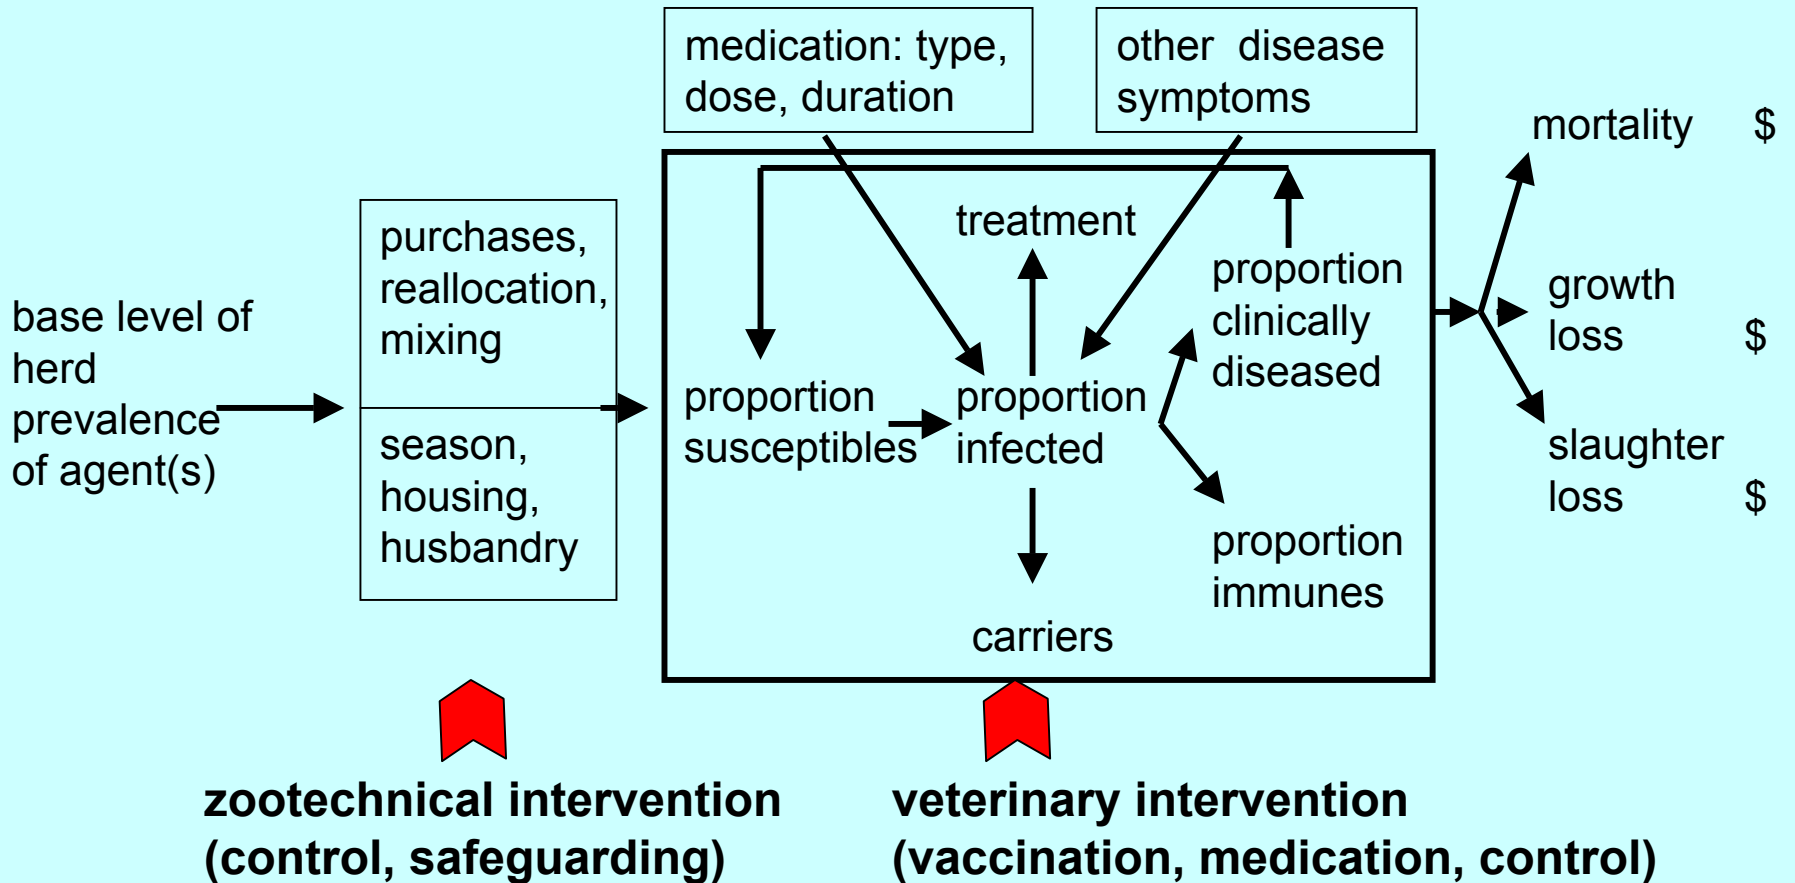 medication: type,
dose, duration
other disease
symptoms
mortality $
purchases,
reallocation,
mixing
treatment
proportion
clinically
diseased
growth
loss $
base level of
herd
prevalence
of agent(s)
proportion
susceptibles
proportion
infected
season,
housing,
husbandry
slaughter
loss $
proportion
immunes
carriers
zootechnical intervention
(control, safeguarding)
veterinary intervention
(vaccination, medication, control)